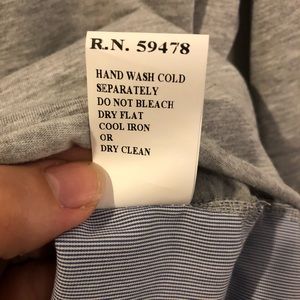 R.N. 59478
HAND WASH COLD
SEPARATELY
DO NOT BLEACH
DRY FLAT
COOL IRON
OR
DRY CLEAN